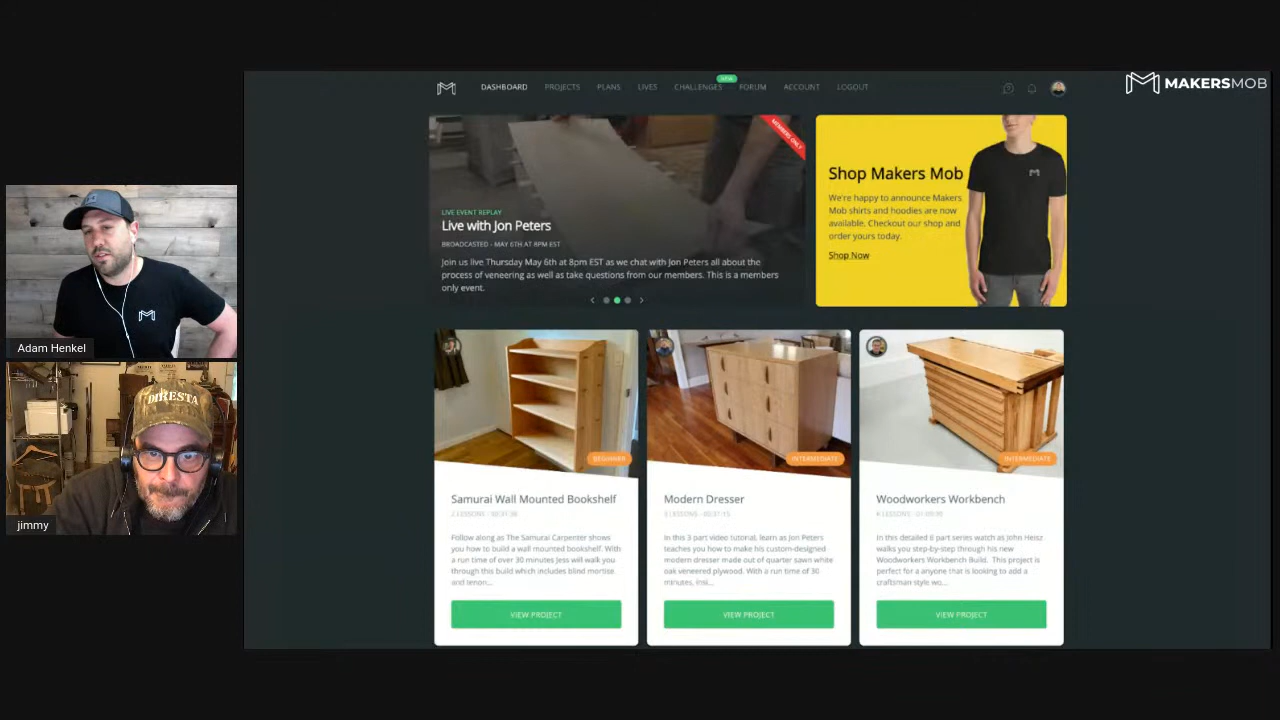 MAKERSMOB
DASHBOARD PROJECTS PLANS LIVES CHALLENGES NEW FORUM ACCOUNT LOGOUT
MEMBERS ONLY
LIVE EVENT REPLAY
Live with Jon Peters
BROADCASTED - MAY 6TH AT 8PM EST
Join us live Thursday May 6th at 8pm EST as we chat with Jon Peters all about the
process of veneering as well as take questions from our members. This is a members
only event.
Shop Makers Mob
We're happy to announce Makers
Mob shirts and hoodies are now
available. Checkout our shop and
order yours today.
Shop Now
Adam Henkel
DIRESTA
jimmy
BEGINNER
Samurai Wall Mounted Bookshelf
Follow along as The Samurai Carpenter shows
you how to build a wall mounted bookshelf. With
a run time of over 30 minutes Jess will walk you
through this build which includes blind mortise
and tenon...
VIEW PROJECT
INTERMEDIATE
Modern Dresser
In this 3 part video tutorial, learn as Jon Peters
teaches you how to make his custom-designed
modern dresser made out of quarter sawn white
oak veneered plywood. With a run time of 30
minutes, this...
VIEW PROJECT
INTERMEDIATE
Woodworkers Workbench
In this detailed 6 part series watch as John Heisz
walks you step-by-step through his new
Woodworkers Workbench Build. This project is
perfect for a anyone that is looking to add a
craftsman style wo...
VIEW PROJECT